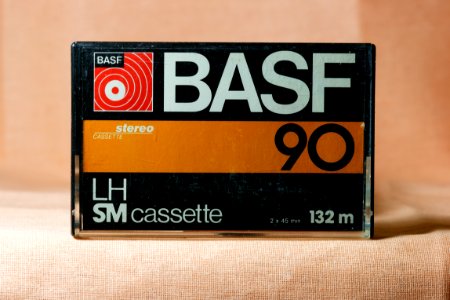 BASF
BASF
stereo
CASSETTE
90
LH
SM cassette
2 x 45 min
132 m